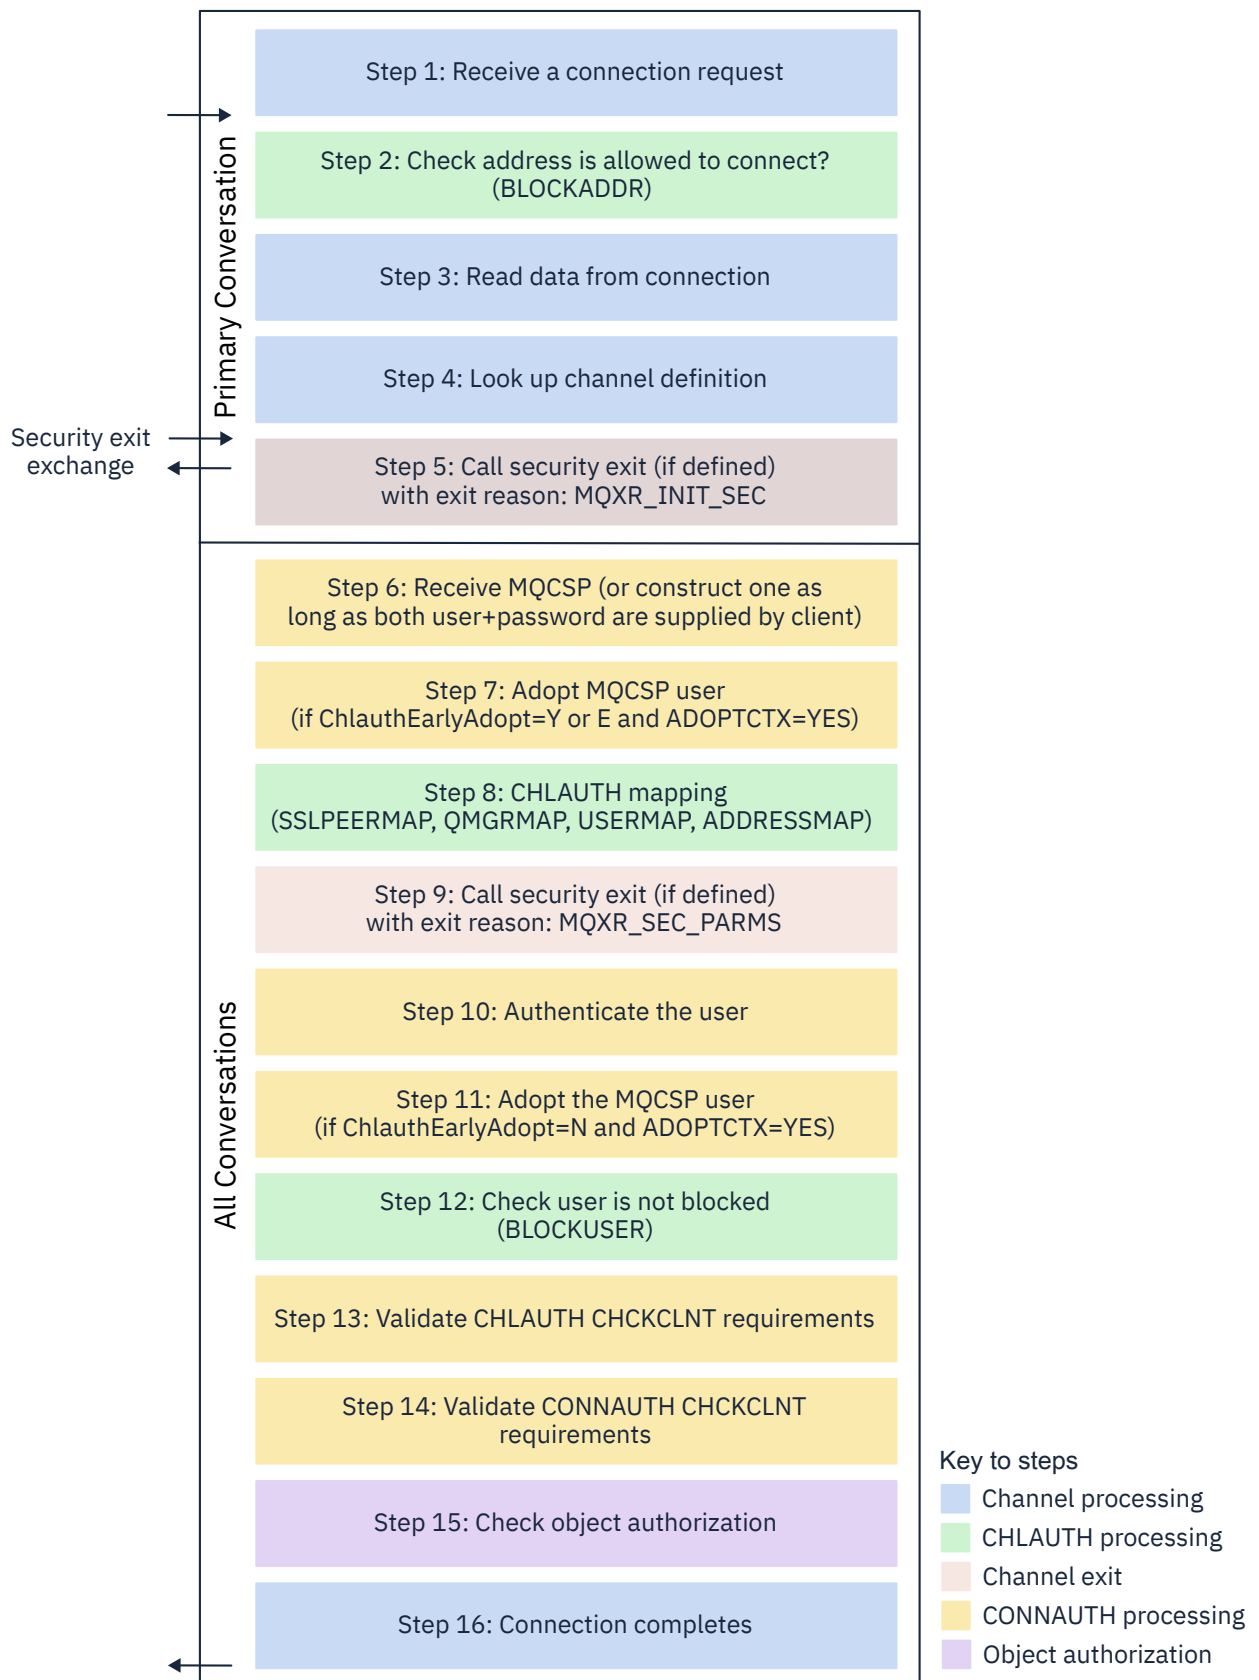 Step 1: Receive a connection request
Step 2: Check address is allowed to connect?
(BLOCKADDR)
Step 3: Read data from connection
Step 4: Look up channel definition
Primary Conversation
Security exit
exchange
Step 5: Call security exit (if defined)
with exit reason: MQXR_INIT_SEC
Step 6: Receive MQCSP (or construct one as
long as both user+password are supplied by client)
Step 7: Adopt MQCSP user
(if ChlauthEarlyAdopt=Y or E and ADOPTCTX=YES)
Step 8: CHLAUTH mapping
(SSLPEERMAP, QMGRMAP, USERMAP, ADDRESSMAP)
Step 9: Call security exit (if defined)
with exit reason: MQXR_SEC_PARMS
Step 10: Authenticate the user
All Conversations
Step 11: Adopt the MQCSP user
(if ChlauthEarlyAdopt=N and ADOPTCTX=YES)
Step 12: Check user is not blocked
(BLOCKUSER)
Step 13: Validate CHLAUTH CHCKCLNT requirements
Step 14: Validate CONNAUTH CHCKCLNT
requirements
Step 15: Check object authorization
Step 16: Connection completes
Key to steps
Channel processing
CHLAUTH processing
Channel exit
CONNAUTH processing
Object authorization